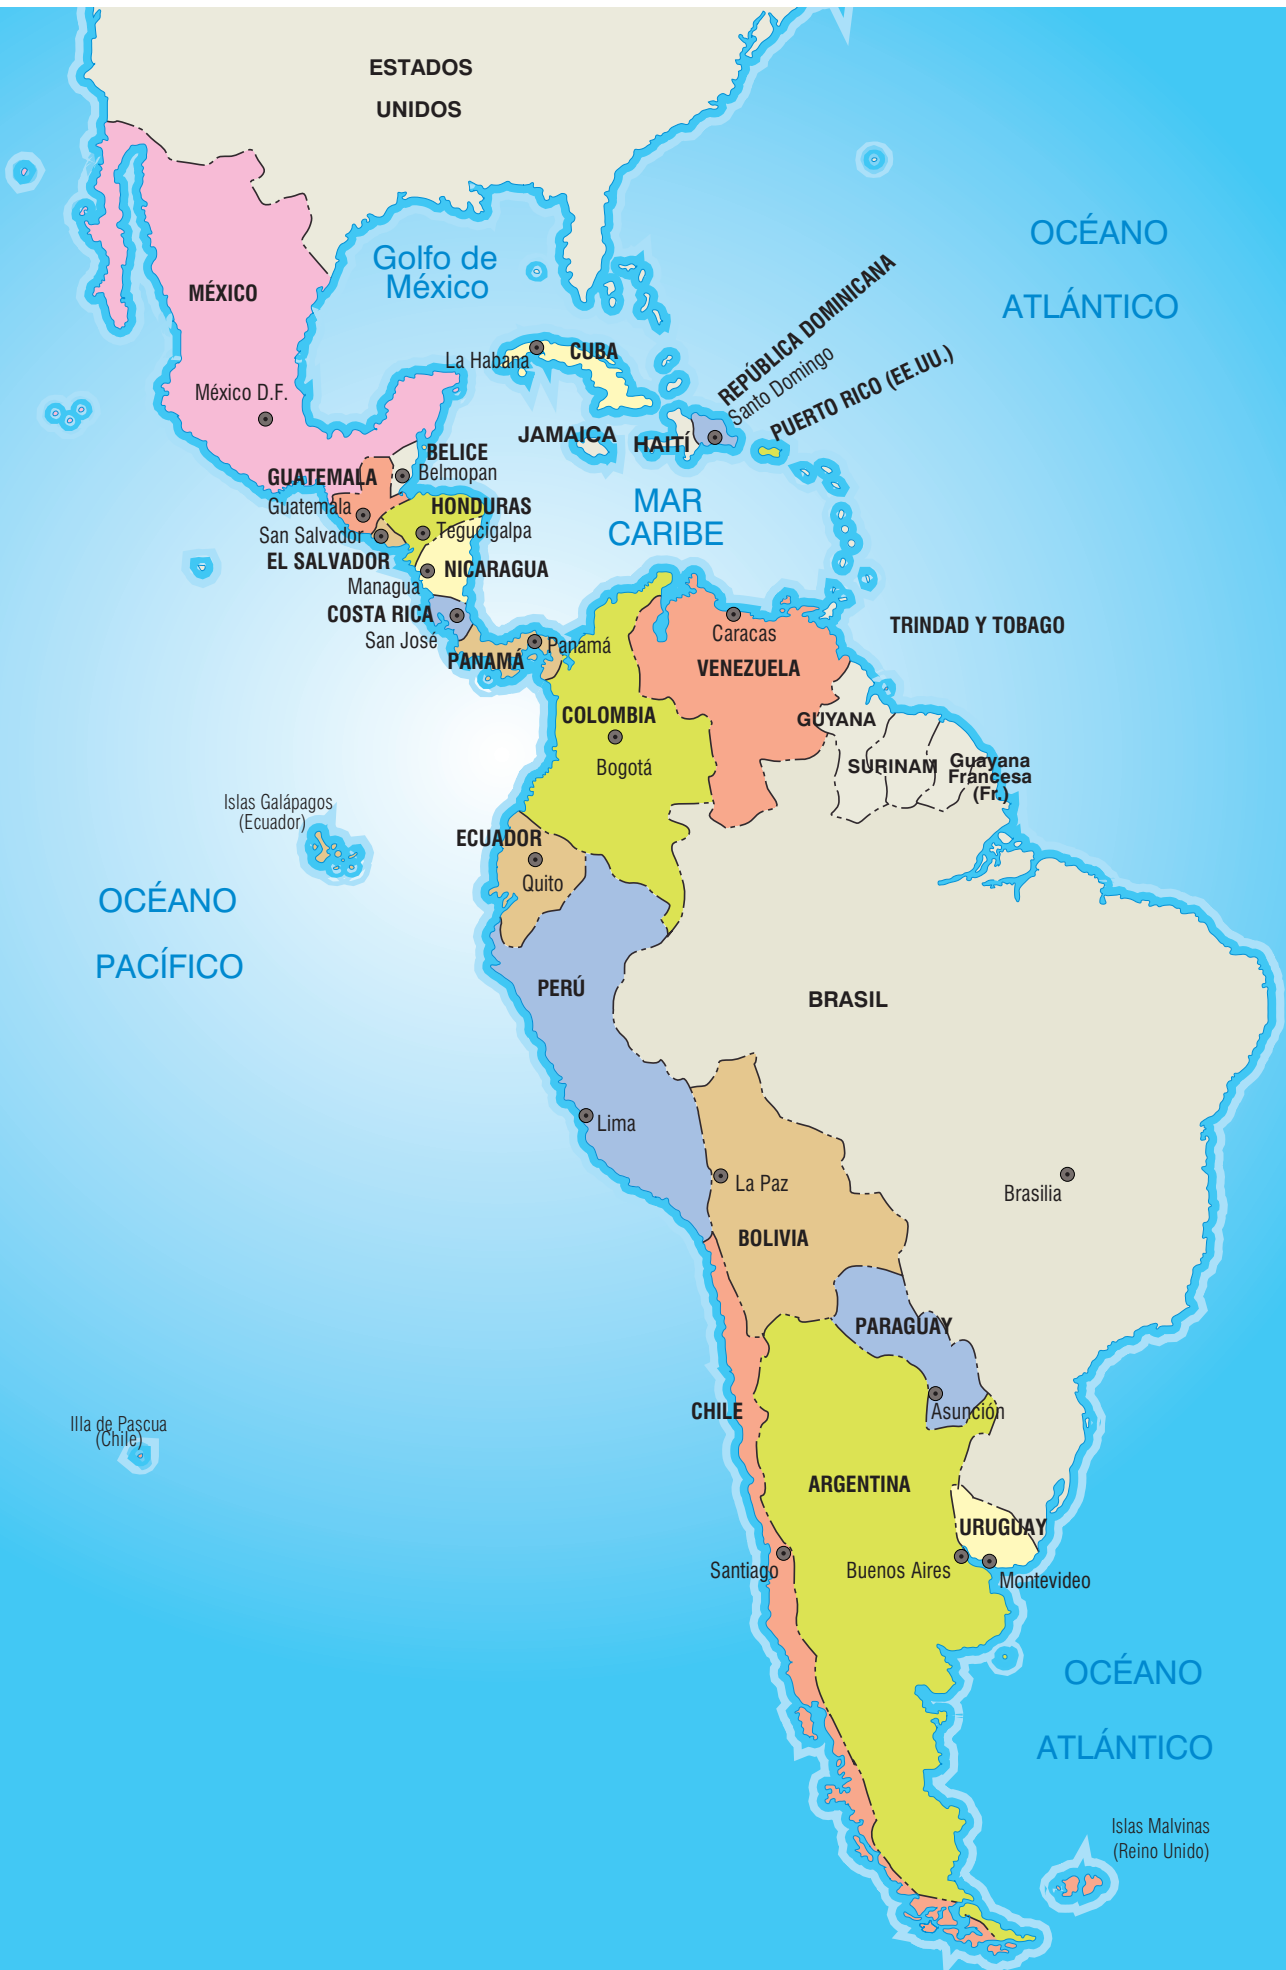 ESTADOS
UNIDOS
OCÉANO
ATLÁNTICO
Golfo de
México
MÉXICO
REPÚBLICA DOMINICANA
Santo Domingo
PUERTO RICO (EE.UU.)
La Habana
CUBA
México D.F.
JAMAICA
HAITÍ
BELICE
Belmopan
GUATEMALA
Guatemala
HONDURAS
MAR
CARIBE
San Salvador
Tegucigalpa
EL SALVADOR
NICARAGUA
Managua
COSTA RICA
San José
Caracas
TRINDAD Y TOBAGO
PANAMÁ
Panamá
VENEZUELA
COLOMBIA
Bogotá
GUYANA
SURINAM
Guayana
Francesa
(Fr.)
Islas Galápagos
(Ecuador)
ECUADOR
Quito
OCÉANO
PACÍFICO
PERÚ
BRASIL
Lima
La Paz
Brasilia
BOLIVIA
PARAGUAY
CHILE
Asunción
Illa de Pascua
(Chile)
ARGENTINA
URUGUAY
Santiago
Buenos Aires
Montevideo
OCÉANO
ATLÁNTICO
Islas Malvinas
(Reino Unido)